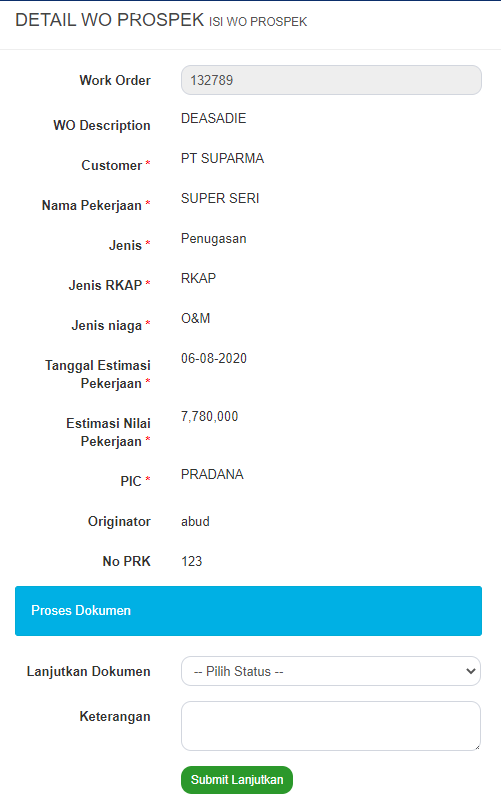 DETAIL WO PROSPEK ISI WO PROSPEK
Work Order 132789
WO Description DEASADIE
Customer * PT SUPARMA
Nama Pekerjaan * SUPER SERI
Jenis * Penugasan
Jenis RKAP * RKAP
Jenis niaga * O&M
Tanggal Estimasi 06-08-2020
Pekerjaan *
Estimasi Nilai 7,780,000
Pekerjaan *
PIC * PRADANA
Originator abud
No PRK 123
Proses Dokumen
Lanjutkan Dokumen -- Pilih Status --
Keterangan
Submit Lanjutkan